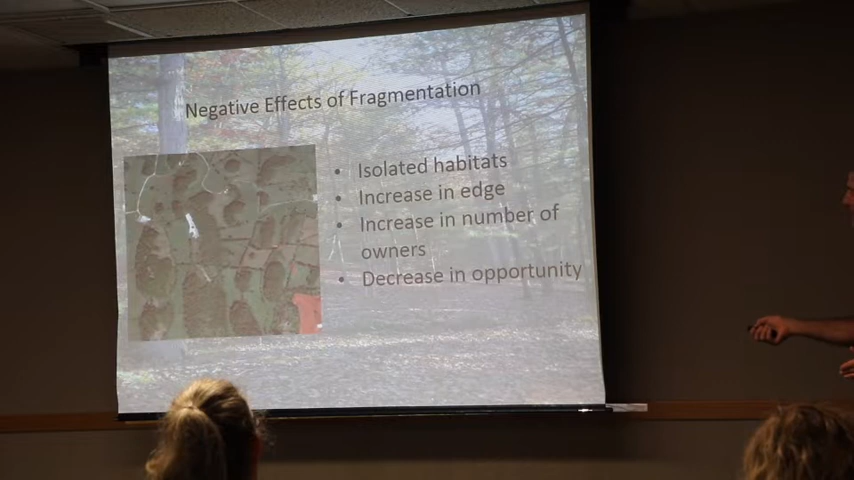 Negative Effects of Fragmentation
• Isolated habitats
• Increase in edge
• Increase in number of
owners
• Decrease in opportunity